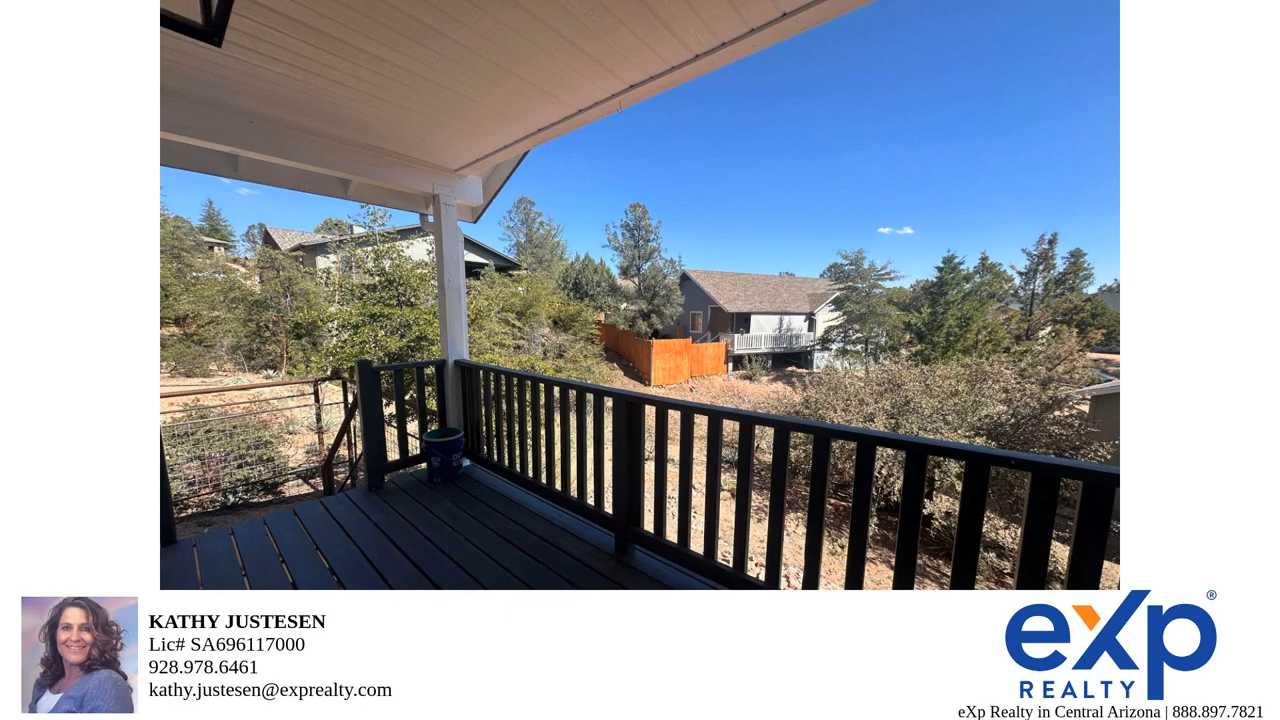 KATHY JUSTESEN
Lic# SA696117000
928.978.6461
kathy.justesen@exprealty.com
eXp®
REALTY
eXp Realty in Central Arizona | 888.897.7821